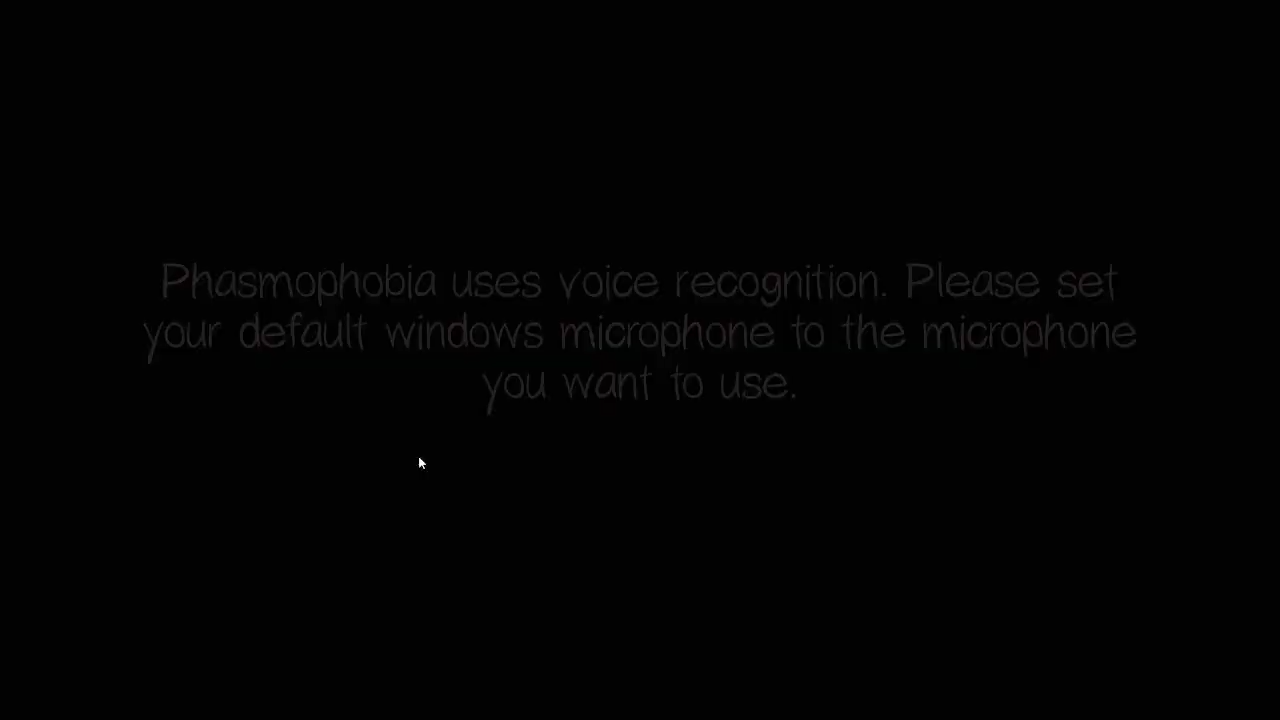 Phasmophobia uses voice recognition. Please set
your default windows microphone to the microphone
you want to use.